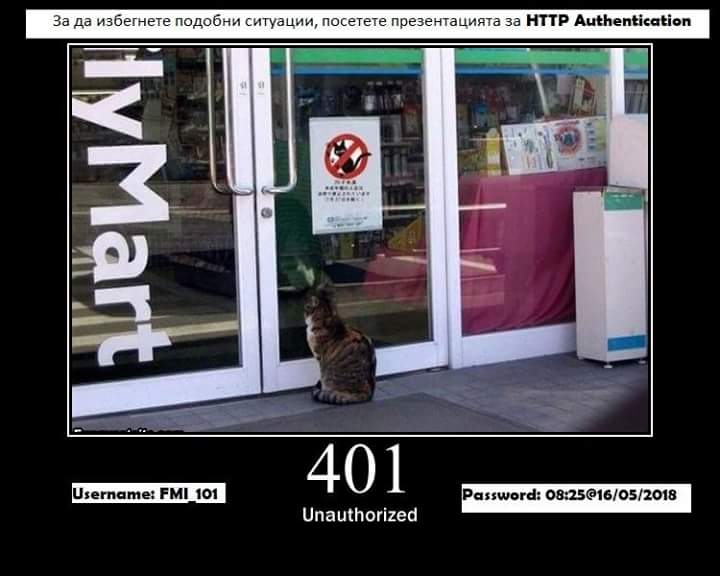 За да избегнете подобни ситуации, посетете презентацията за HTTP Authentication
lyMart
401
Unauthorized
Username: FMI_101
Password: 08:25@16/05/2018